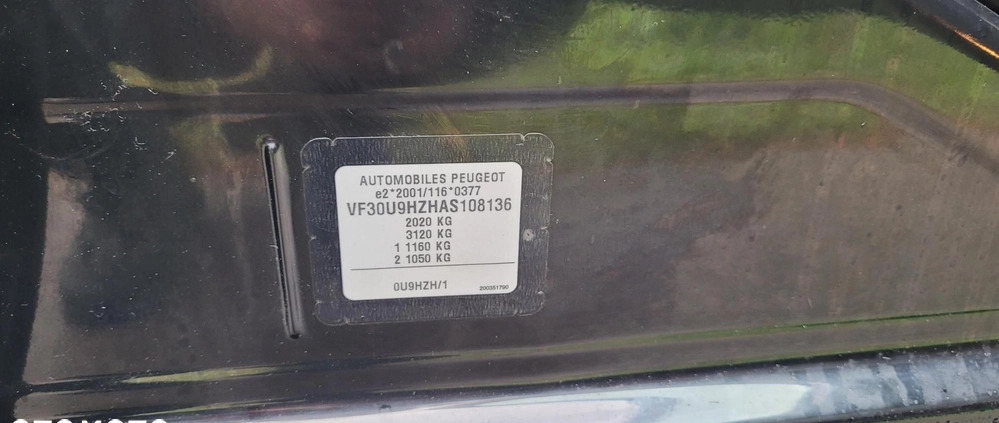 AUTOMOBILES PEUGEOT
e2*2001/116*0377
VF30U9HZHAS108136
2020 KG
3120 KG
1 1160 KG
2 1050 KG
0U9HZH/1
200351790